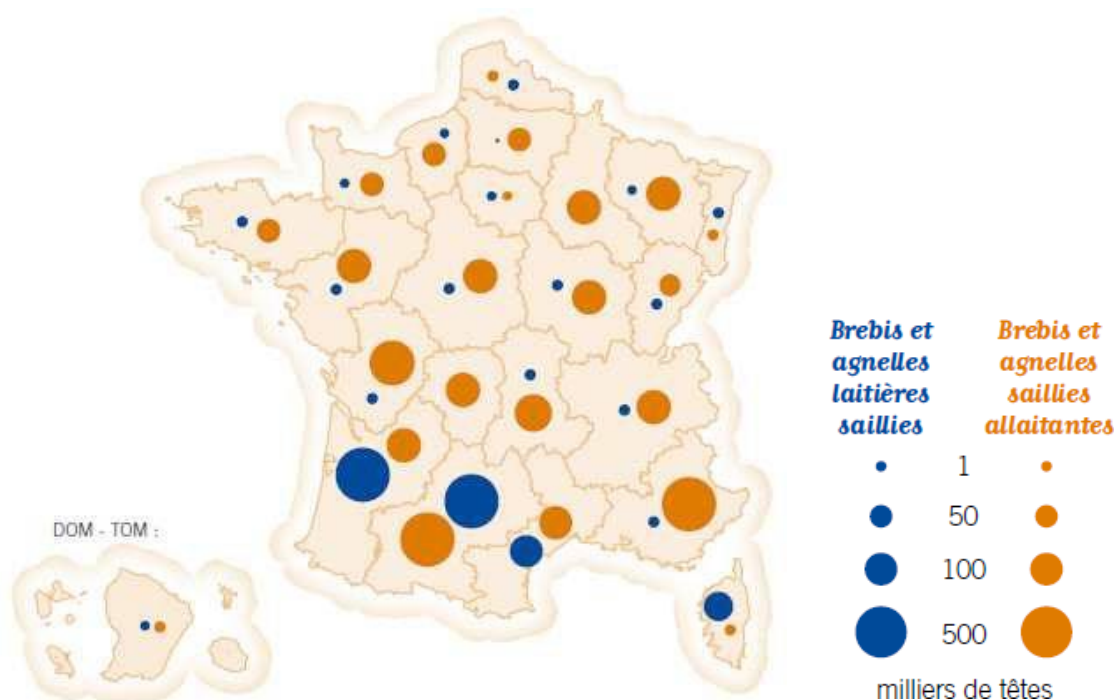 DOM - TOM :
Brebis et
agnelles
laitières
saillies
Brebis et
agnelles
saillies
allaitantes
1
50
100
500
milliers de têtes